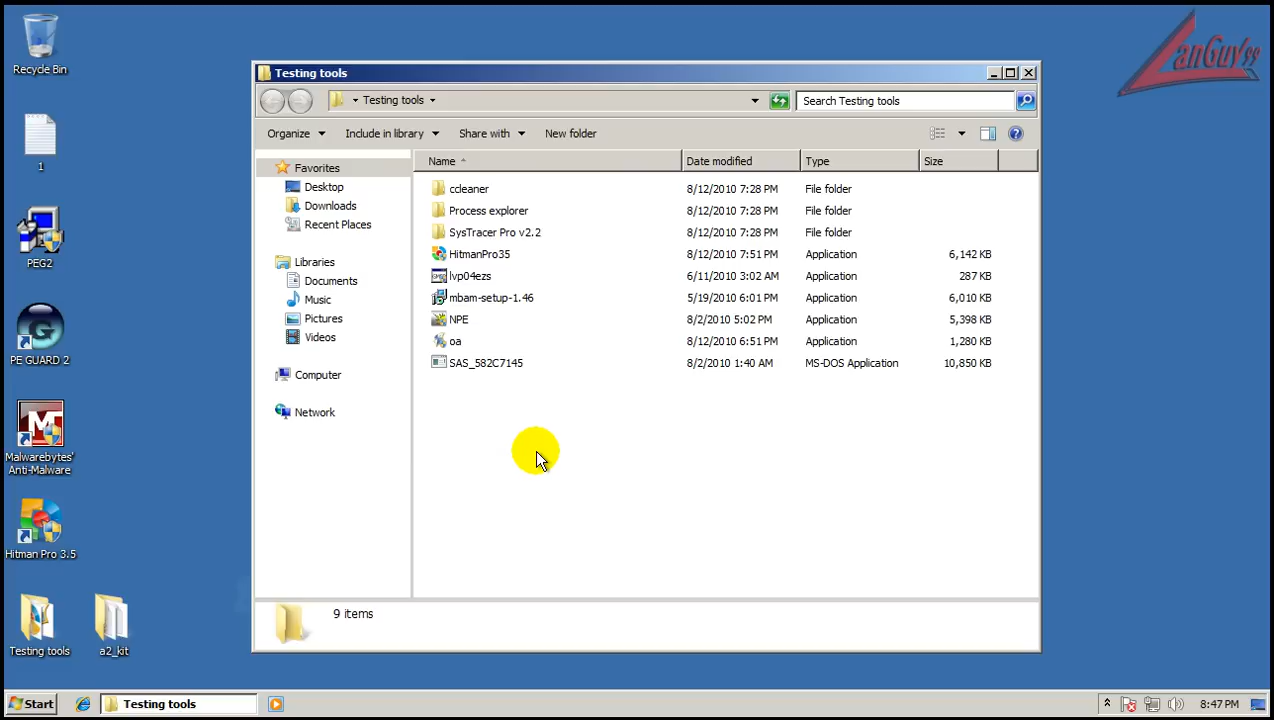 Recycle Bin
1
PEG2
PE GUARD 2
Malwarebytes'
Anti-Malware
Hitman Pro 3.5
Testing tools
a2_kit
LanGuy99
Testing tools
Testing tools
Search Testing tools
Organize Include in library Share with New folder
Favorites
Desktop
Downloads
Recent Places
Libraries
Documents
Music
Pictures
Videos
Computer
Network
Name Date modified Type Size
ccleaner 8/12/2010 7:28 PM File folder
Process explorer 8/12/2010 7:28 PM File folder
SysTracer Pro v2.2 8/12/2010 7:28 PM File folder
HitmanPro35 8/12/2010 7:51 PM Application 6,142 KB
lvp04ezs 6/11/2010 3:02 AM Application 287 KB
mbam-setup-1.46 5/19/2010 6:01 PM Application 6,010 KB
NPE 8/2/2010 5:02 PM Application 5,398 KB
oa 8/12/2010 6:51 PM Application 1,280 KB
SAS_582C7145 8/2/2010 1:40 AM MS-DOS Application 10,850 KB
9 items
Start Testing tools 8:47 PM